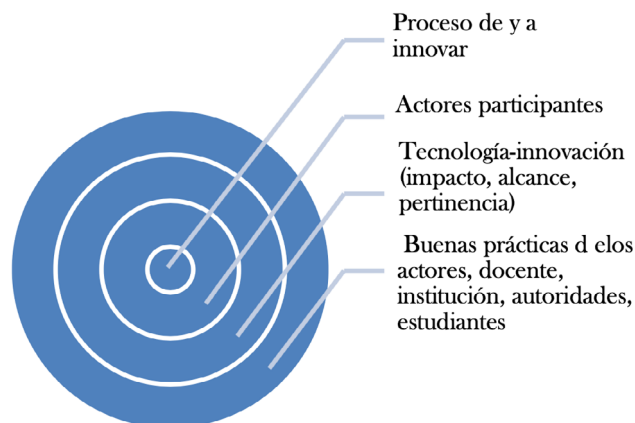 Proceso de y a
innovar
Actores participantes
Tecnología-innovación
(impacto, alcance,
pertinencia)
Buenas prácticas d elos
actores, docente,
institución, autoridades,
estudiantes